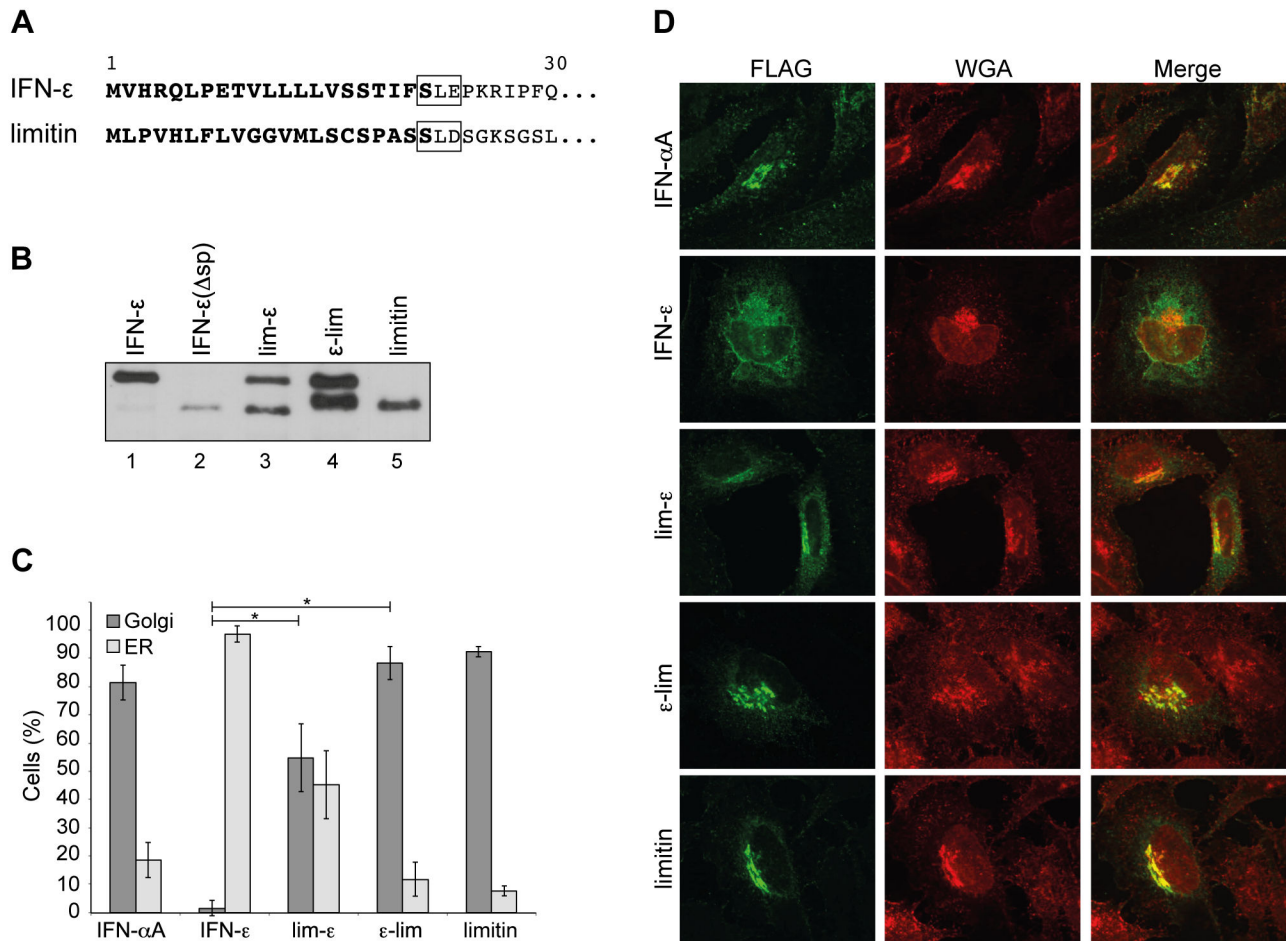 A
1 30
IFN-ε MVHRQLPETVLLLLVSSTIFSLEPKRIPFQ...
limitin MLPVHLFLVGGVMLSCSPASSSLDSGKSGSL...
B
IFN-ε
IFN-ε(Δsp)
lim-ε
ε-lim
limitin
1 2 3 4 5
C
Cells (%)
100
90
80
70
60
50
40
30
20
10
0
Golgi
ER
*
*
IFN-αA IFN-ε lim-ε ε-lim limitin
D
FLAG WGA Merge
IFN-αA
IFN-ε
lim-ε
ε-lim
limitin